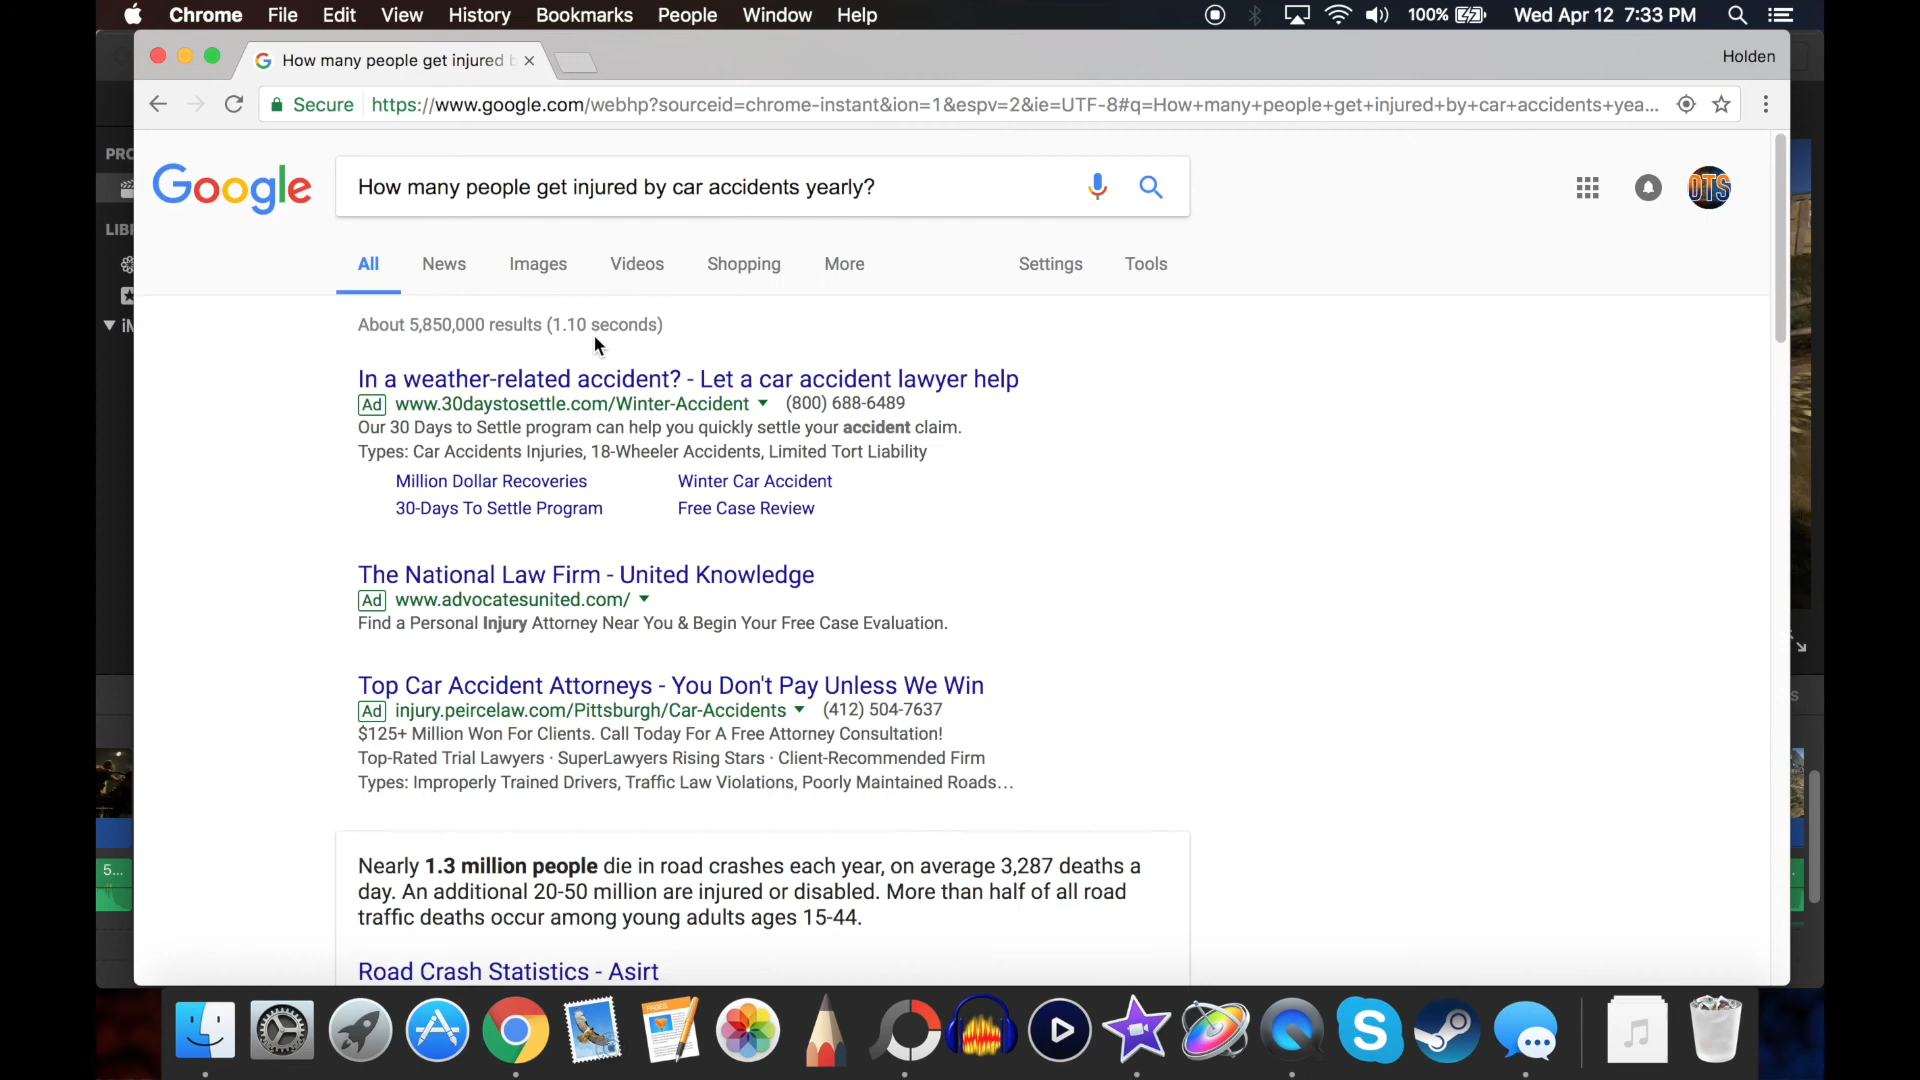 Chrome File Edit View History Bookmarks People Window Help 100% Wed Apr 12 7:33 PM
How many people get injured b
Holden
Secure https://www.google.com/webhp?sourceid=chrome-instant&ion=1&espv=2&ie=UTF-8#q=How+many+people+get+injured+by+car+accidents+yea...
PRO
Google How many people get injured by car accidents yearly? OTS
LIB
All News Images Videos Shopping More Settings Tools
About 5,850,000 results (1.10 seconds)
In a weather-related accident? - Let a car accident lawyer help
Ad www.30daystosettle.com/Winter-Accident (800) 688-6489
Our 30 Days to Settle program can help you quickly settle your accident claim.
Types: Car Accidents Injuries, 18-Wheeler Accidents, Limited Tort Liability
Million Dollar Recoveries Winter Car Accident
30-Days To Settle Program Free Case Review
The National Law Firm - United Knowledge
Ad www.advocatesunited.com/
Find a Personal Injury Attorney Near You & Begin Your Free Case Evaluation.
Top Car Accident Attorneys - You Don't Pay Unless We Win
Ad injury.peircelaw.com/Pittsburgh/Car-Accidents (412) 504-7637
$125+ Million Won For Clients. Call Today For A Free Attorney Consultation!
Top-Rated Trial Lawyers · SuperLawyers Rising Stars · Client-Recommended Firm
Types: Improperly Trained Drivers, Traffic Law Violations, Poorly Maintained Roads...
5...
Nearly 1.3 million people die in road crashes each year, on average 3,287 deaths a
day. An additional 20-50 million are injured or disabled. More than half of all road
traffic deaths occur among young adults ages 15-44.
Road Crash Statistics - Asirt
PAGES